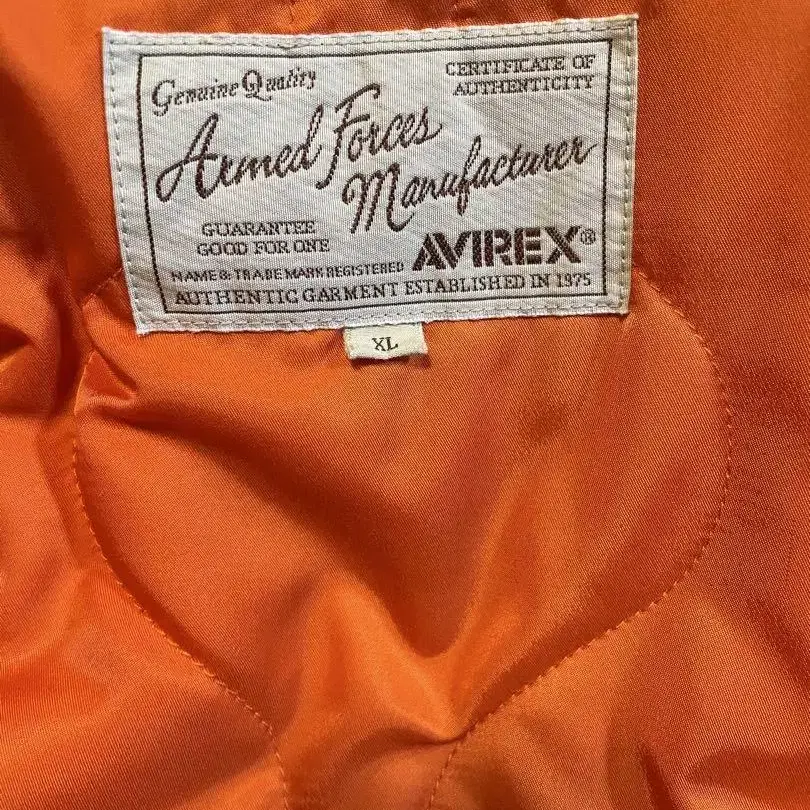 Genuine Quality
CERTIFICATE OF
AUTHENTICITY
Armed Forces
Manufacturer
GUARANTEE
GOOD FOR ONE
AVIREX®
NAME & TRADE MARK REGISTERED
AUTHENTIC GARMENT ESTABLISHED IN 1975
XL